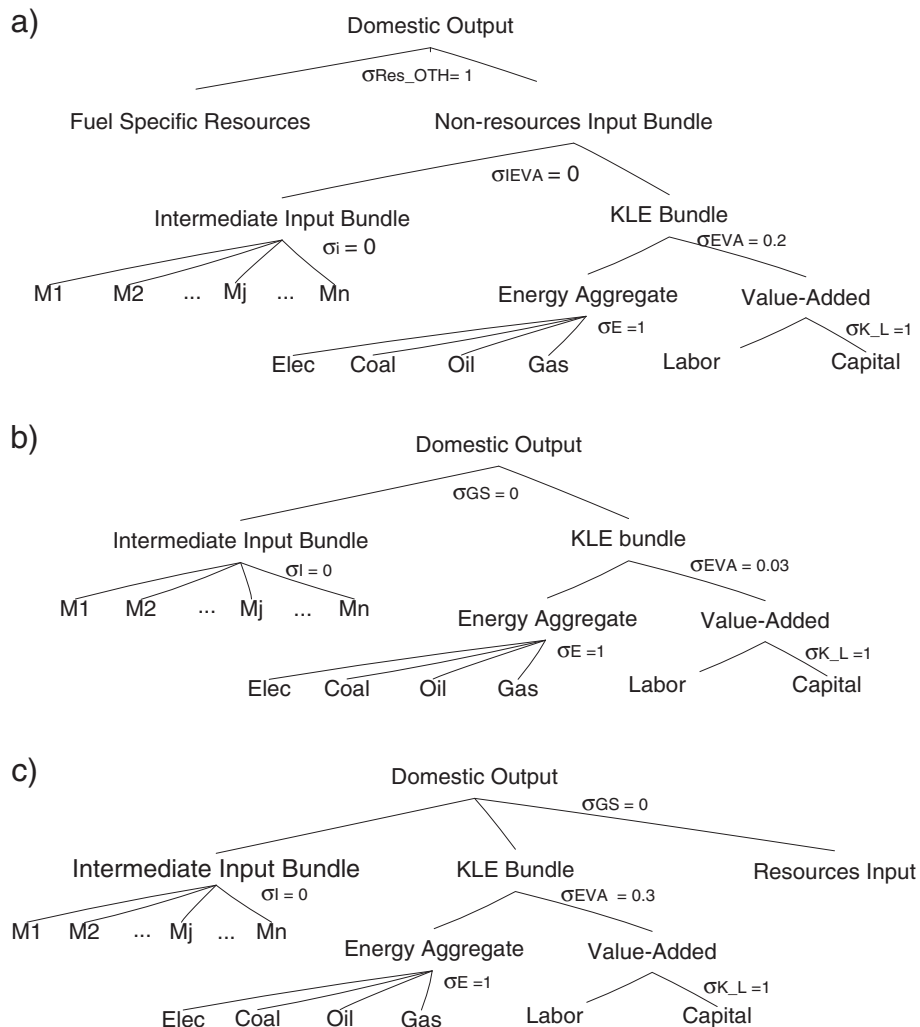 a)
Domestic Output
σRes_OTH= 1
Fuel Specific Resources Non-resources Input Bundle
σIEVA = 0
Intermediate Input Bundle KLE Bundle
σi = 0 σEVA = 0.2
M1 M2 ... Mj ... Mn Energy Aggregate Value-Added
σE =1 σK_L =1
Elec Coal Oil Gas Labor Capital
b)
Domestic Output
σGS = 0
Intermediate Input Bundle KLE bundle
σI = 0 σEVA = 0.03
M1 M2 ... Mj ... Mn Energy Aggregate Value-Added
σE =1 σK_L =1
Elec Coal Oil Gas Labor Capital
c)
Domestic Output
σGS = 0
Intermediate Input Bundle KLE Bundle Resources Input
σI = 0 σEVA = 0.3
M1 M2 ... Mj ... Mn Energy Aggregate Value-Added
σE =1 σK_L =1
Elec Coal Oil Gas Labor Capital